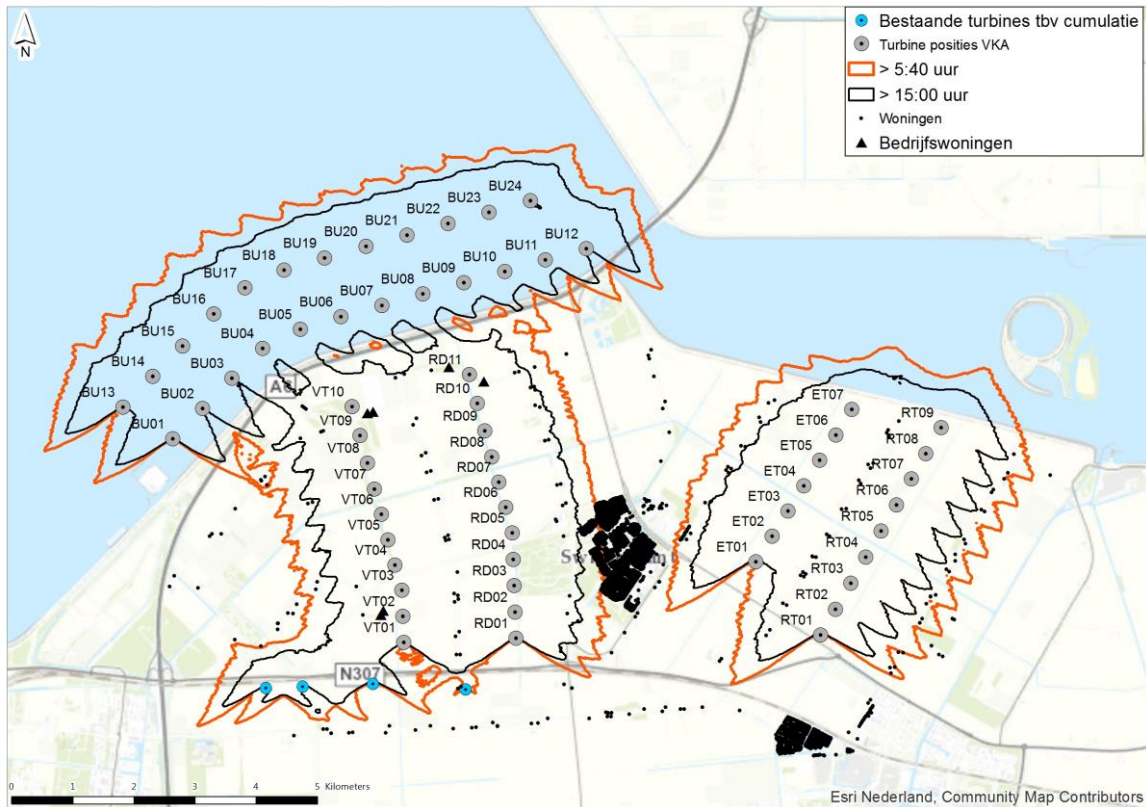 N
Bestaande turbines tbv cumulatie
Turbine posities VKA
> 5:40 uur
> 15:00 uur
Woningen
Bedrijfswoningen
BU24
BU23
BU22
BU21
BU20
BU19
BU18
BU17
BU16
BU15
BU14
BU13
BU12
BU11
BU10
BU09
BU08
BU07
BU06
BU05
BU04
BU03
BU02
BU01
VT10
VT09
VT08
VT07
VT06
VT05
VT04
VT03
VT02
VT01
RD11
RD10
RD09
RD08
RD07
RD06
RD05
RD04
RD03
RD02
RD01
ET07
ET06
ET05
ET04
ET03
ET02
ET01
RT09
RT08
RT07
RT06
RT05
RT04
RT03
RT02
RT01
N307
0 1 2 3 4 5 Kilometers
Esri Nederland, Community Map Contributors